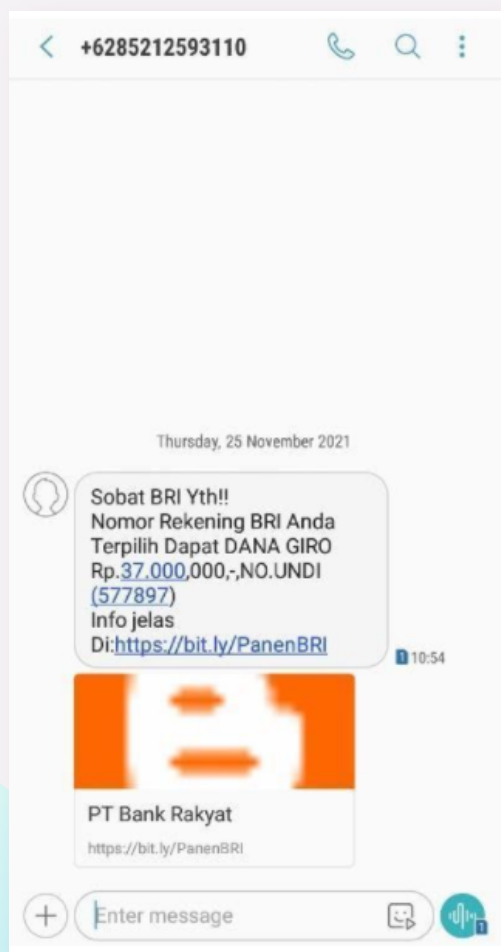 +6285212593110
Thursday, 25 November 2021
Sobat BRI Yth!!
Nomor Rekening BRI Anda
Terpilih Dapat DANA GIRO
Rp.37.000,000,-,NO.UNDI
(577897)
Info jelas
Di:https://bit.ly/PanenBRI
1 10:54
PT Bank Rakyat
https://bit.ly/PanenBRI
Enter message
1